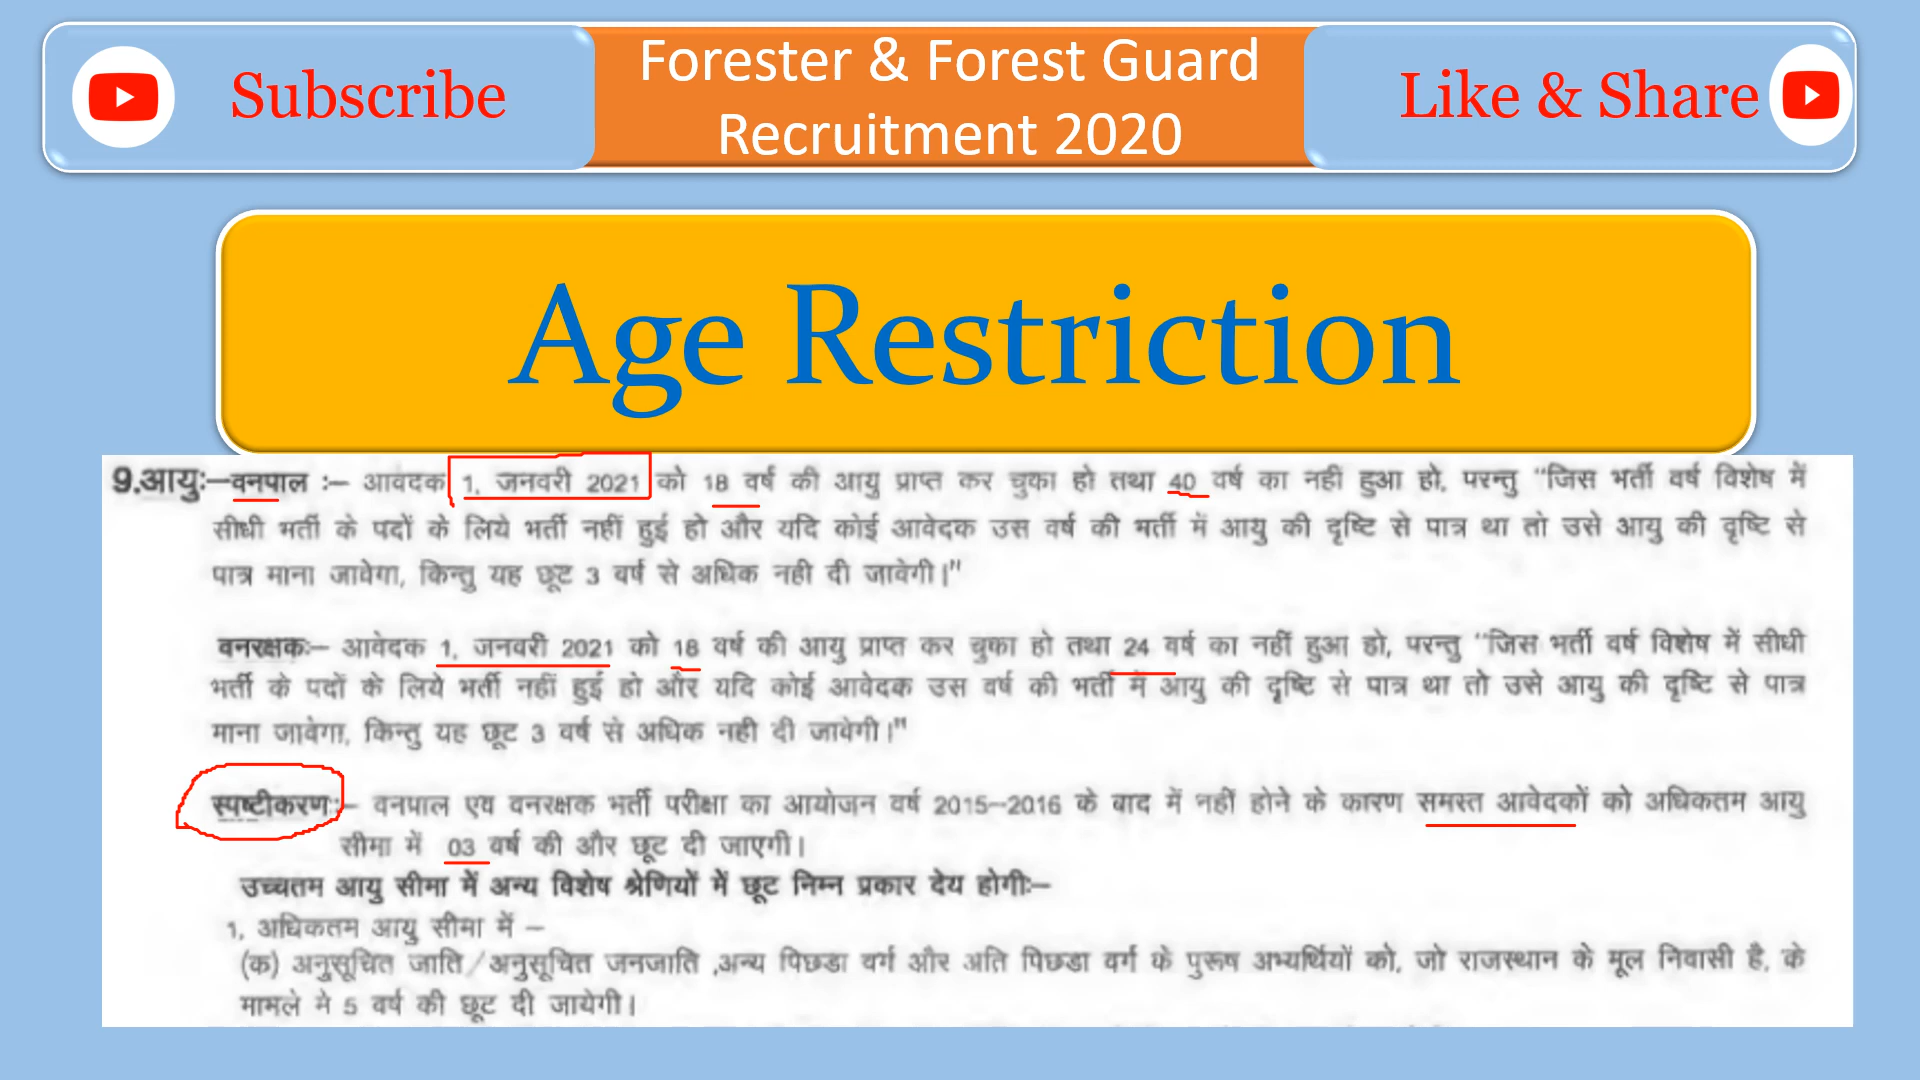 Subscribe
Forester & Forest Guard
Recruitment 2020
Like & Share
Age Restriction
9.आयुः—वनपाल :— आवेदक 1, जनवरी 2021 को 18 वर्ष की आयु प्राप्त कर चुका हो तथा 40 वर्ष का नही हुआ हो, परन्तु "जिस भर्ती वर्ष विशेष में
सीधी भर्ती के पदों के लिये भर्ती नहीं हुई हो और यदि कोई आवेदक उस वर्ष की भर्ती में आयु की दृष्टि से पात्र था तो उसे आयु की दृष्टि से
पात्र माना जावेगा, किन्तु यह छूट 3 वर्ष से अधिक नही दी जावेगी।"
वनरक्षकः— आवेदक 1, जनवरी 2021 को 18 वर्ष की आयु प्राप्त कर चुका हो तथा 24 वर्ष का नहीं हुआ हो, परन्तु "जिस भर्ती वर्ष विशेष में सीधी
भर्ती के पदों के लिये भर्ती नहीं हुई हो और यदि कोई आवेदक उस वर्ष की भर्ती में आयु की दृष्टि से पात्र था तो उसे आयु की दृष्टि से पात्र
माना जावेगा, किन्तु यह छूट 3 वर्ष से अधिक नही दी जावेगी।"
स्पष्टीकरणः— वनपाल एव वनरक्षक भर्ती परीक्षा का आयोजन वर्ष 2015—2016 के बाद में नहीं होने के कारण समस्त आवेदकों को अधिकतम आयु
सीमा में 03 वर्ष की और छूट दी जाएगी।
उच्चतम आयु सीमा में अन्य विशेष श्रेणियों में छूट निम्न प्रकार देय होगीः—
1, अधिकतम आयु सीमा में —
(क) अनुसूचित जाति/अनुसूचित जनजाति ,अन्य पिछडा वर्ग और अति पिछडा वर्ग के पुरूष अभ्यर्थियों को, जो राजस्थान के मूल निवासी है, के
मामले मे 5 वर्ष की छूट दी जायेगी।